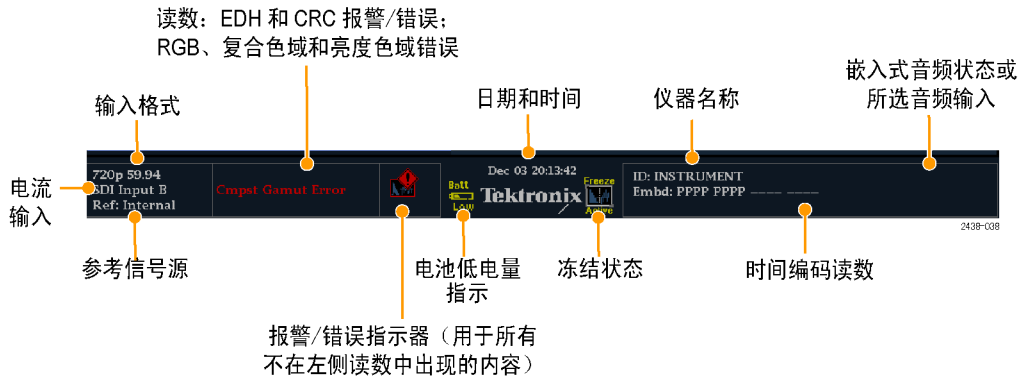 读数：EDH 和 CRC 报警/错误；
RGB、复合色域和亮度色域错误
输入格式
日期和时间
仪器名称
嵌入式音频状态或
所选音频输入
电流
输入
720p 59.94
SDI Input B
Ref: Internal
Cmpst Gamut Error
Batt
Low
Dec 03 20:13:42
Tektronix
Freeze
Active
ID: INSTRUMENT
Embd: PPPP PPPP ---- ----
2438-038
参考信号源
电池低电量
指示
冻结状态
时间编码读数
报警/错误指示器（用于所有
不在左侧读数中出现的内容）